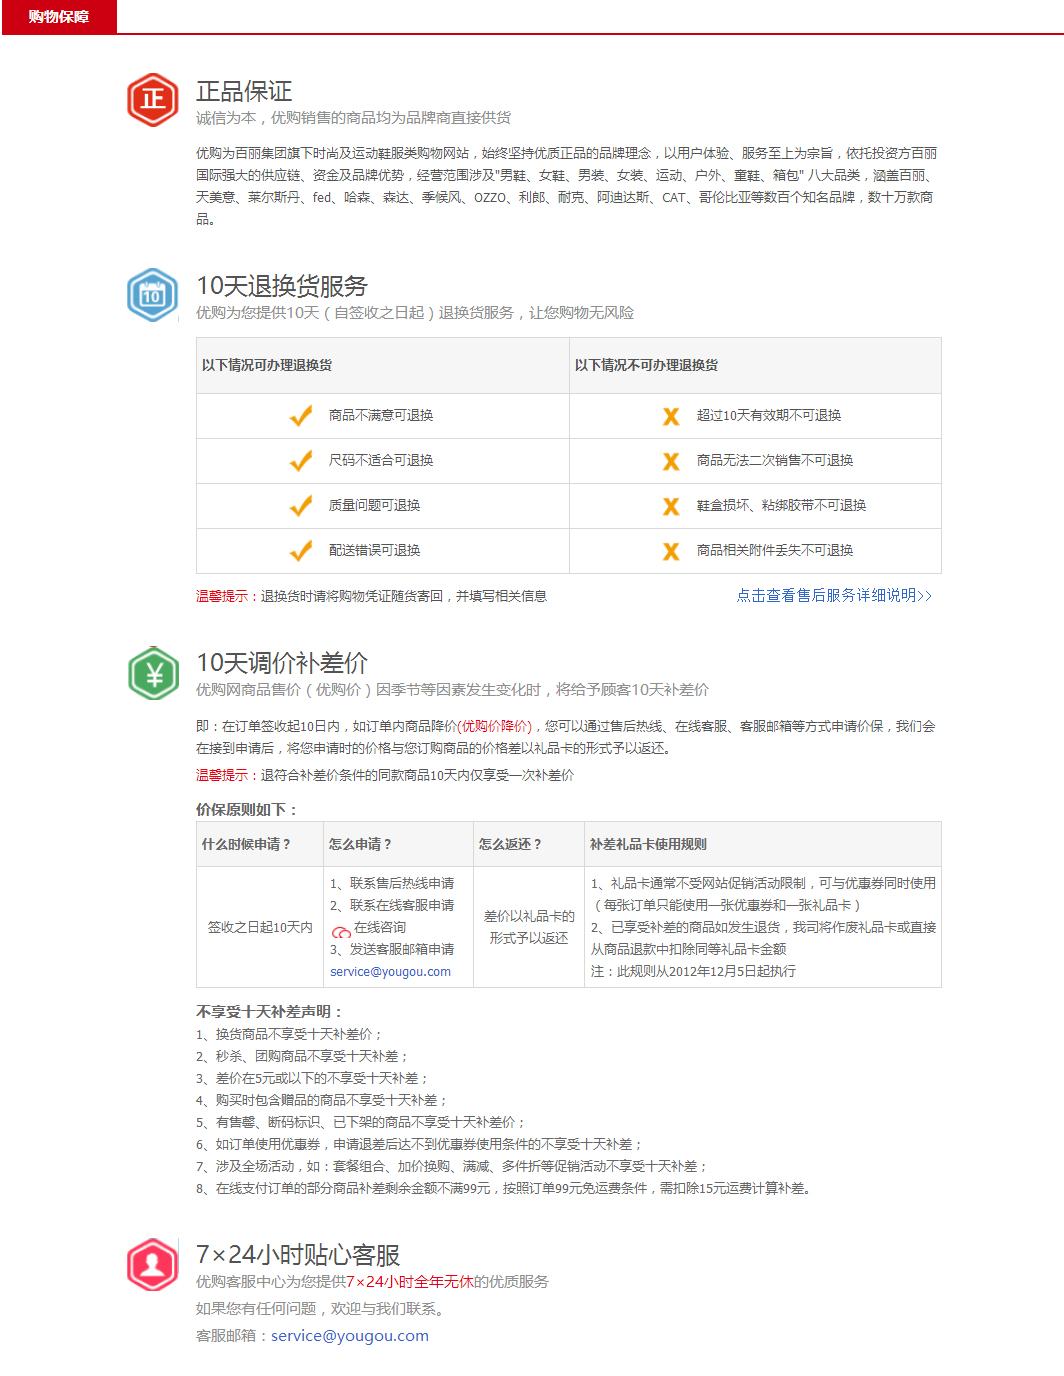 购物保障
正
正品保证
诚信为本，优购销售的商品均为品牌商直接供货
优购为百丽集团旗下时尚及运动鞋服类购物网站，始终坚持优质正品的品牌理念，以用户体验、服务至上为宗旨，依托投资方百丽
国际强大的供应链、资金及品牌优势，经营范围涉及"男鞋、女鞋、男装、女装、运动、户外、童鞋、箱包" 八大品类，涵盖百丽、
天美意、莱尔斯丹、fed、哈森、森达、季候风、OZZO、利郎、耐克、阿迪达斯、CAT、哥伦比亚等数百个知名品牌，数十万款商
品。
10
10天退换货服务
优购为您提供10天（自签收之日起）退换货服务，让您购物无风险
以下情况可办理退换货
以下情况不可办理退换货
商品不满意可退换
超过10天有效期不可退换
尺码不适合可退换
商品无法二次销售不可退换
质量问题可退换
鞋盒损坏、粘绑胶带不可退换
配送错误可退换
商品相关附件丢失不可退换
温馨提示：退换货时请将购物凭证随货寄回，并填写相关信息
点击查看售后服务详细说明>>
¥
10天调价补差价
优购网商品售价（优购价）因季节等因素发生变化时，将给予顾客10天补差价
即：在订单签收起10日内，如订单内商品降价(优购价降价)，您可以通过售后热线、在线客服、客服邮箱等方式申请价保，我们会
在接到申请后，将您申请时的价格与您订购商品的价格差以礼品卡的形式予以返还。
温馨提示：退符合补差价条件的同款商品10天内仅享受一次补差价
价保原则如下：
什么时候申请？
怎么申请？
怎么返还？
补差礼品卡使用规则
签收之日起10天内
1、联系售后热线申请
2、联系在线客服申请
在线咨询
3、发送客服邮箱申请
service@yougou.com
差价以礼品卡的
形式予以返还
1、礼品卡通常不受网站促销活动限制，可与优惠券同时使用
（每张订单只能使用一张优惠券和一张礼品卡）
2、已享受补差的商品如发生退货，我司将作废礼品卡或直接
从商品退款中扣除同等礼品卡金额
注：此规则从2012年12月5日起执行
不享受十天补差声明：
1、换货商品不享受十天补差价；
2、秒杀、团购商品不享受十天补差；
3、差价在5元或以下的不享受十天补差；
4、购买时包含赠品的商品不享受十天补差；
5、有售馨、断码标识、已下架的商品不享受十天补差价；
6、如订单使用优惠券，申请退差后达不到优惠券使用条件的不享受十天补差；
7、涉及全场活动，如：套餐组合、加价换购、满减、多件折等促销活动不享受十天补差；
8、在线支付订单的部分商品补差剩余金额不满99元，按照订单99元免运费条件，需扣除15元运费计算补差。
7×24小时贴心客服
优购客服中心为您提供7×24小时全年无休的优质服务
如果您有任何问题，欢迎与我们联系。
客服邮箱：service@yougou.com